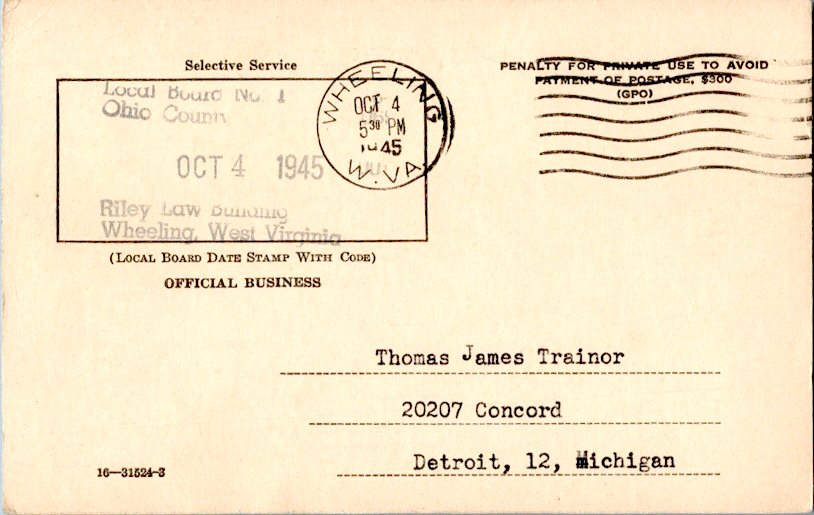 Selective Service
PENALTY FOR PRIVATE USE TO AVOID
PAYMENT OF POSTAGE, $300
(GPO)
Local Board No. 1
Ohio County
OCT 4 1945
Riley Law Building
Wheeling, West Virginia
WHEELING
OCT 4
5 30 PM
1945
W. VA.
(LOCAL BOARD DATE STAMP WITH CODE)
OFFICIAL BUSINESS
Thomas James Trainor
20207 Concord
Detroit, 12, Michigan
16—31524-3